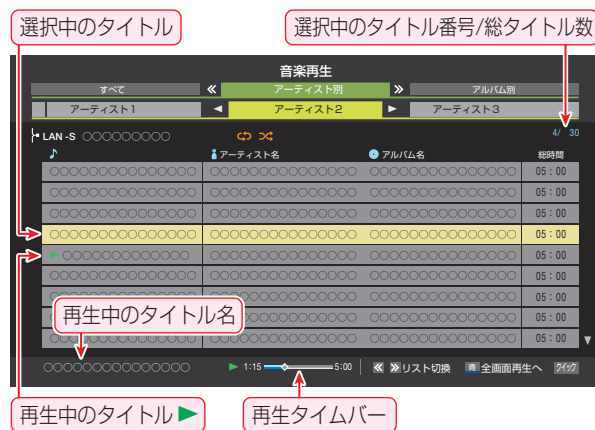 選択中のタイトル
選択中のタイトル番号/総タイトル数
音楽再生
すべて
アーティスト別
アルバム別
アーティスト1
アーティスト2
アーティスト3
LAN-S ○○○○○○○○○
4/ 30
アーティスト名
アルバム名
総時間
○○○○○○○○○○○○○○○ ○○○○○○○○○○○○○○ ○○○○○○○○○○○○○○ 05:00
○○○○○○○○○○○○○○○ ○○○○○○○○○○○○○○ ○○○○○○○○○○○○○○ 05:00
○○○○○○○○○○○○○○○ ○○○○○○○○○○○○○○ ○○○○○○○○○○○○○○ 05:00
○○○○○○○○○○○○○○○ ○○○○○○○○○○○○○○ ○○○○○○○○○○○○○○ 05:00
▶ ○○○○○○○○○○○○○ ○○○○○○○○○○○○○○ ○○○○○○○○○○○○○○ 05:00
○○○○○○○○○○○○○○○ ○○○○○○○○○○○○○○ ○○○○○○○○○○○○○○ 05:00
○○○○○○○○○○○○○○○ ○○○○○○○○○○○○○○ ○○○○○○○○○○○○○○ 05:00
05:00
05:00
再生中のタイトル名
○○○○○○○○○○○○○○○
▶ 1:15 5:00
リスト切換
青 全画面再生へ
クイック
再生中のタイトル▶
再生タイムバー